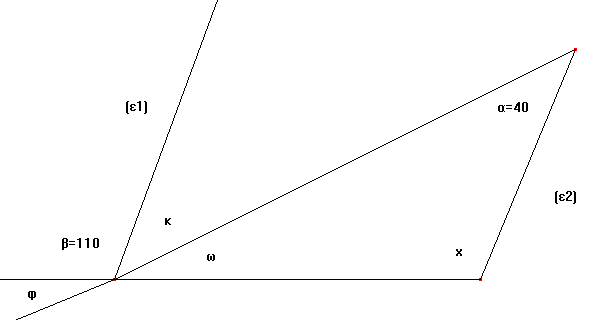 (ε1)
α=40
(ε2)
κ
β=110
ω
x
φ